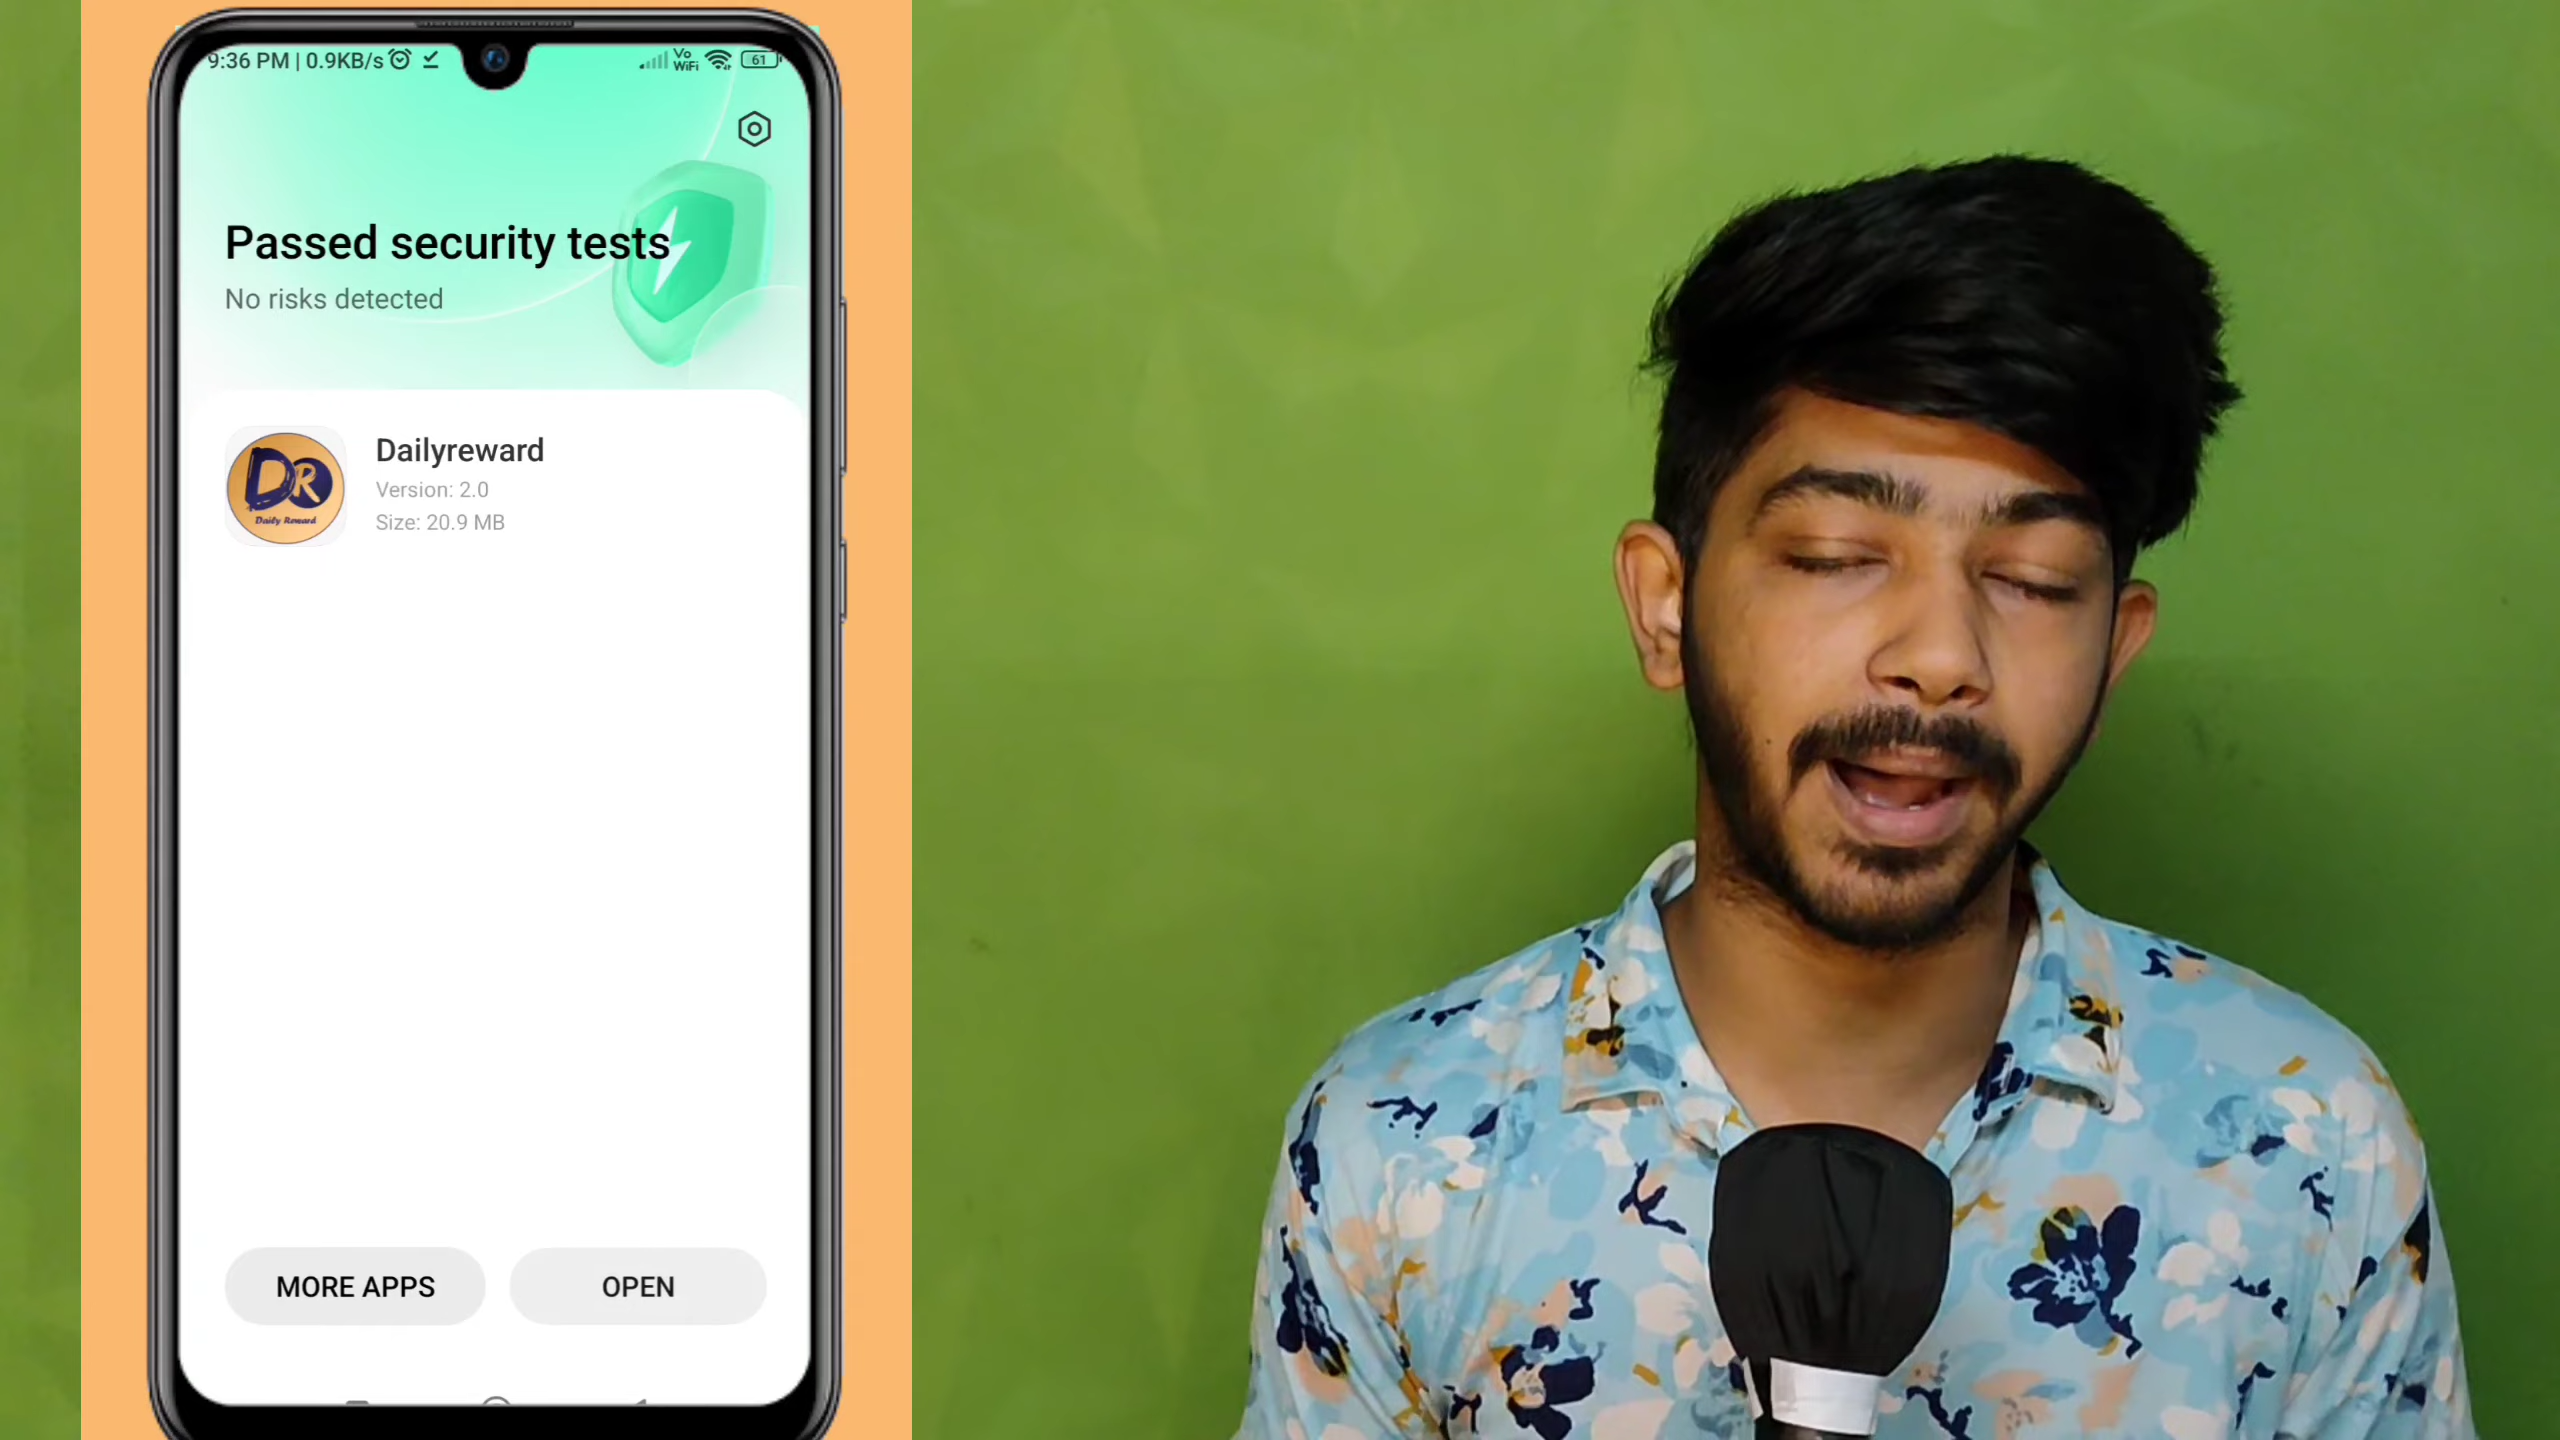 9:36 PM | 0.9KB/s
Vo
WiFi
61
Passed security tests
No risks detected
DR
Daily Reward
Dailyreward
Version: 2.0
Size: 20.9 MB
MORE APPS
OPEN